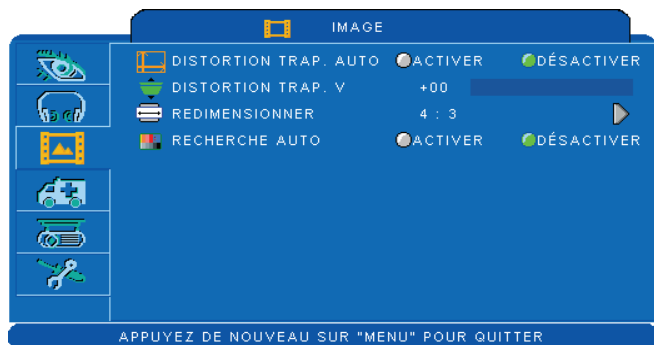 IMAGE
DISTORTION TRAP. AUTO ACTIVER DÉSACTIVER
DISTORTION TRAP. V +00
REDIMENSIONNER 4 : 3
RECHERCHE AUTO ACTIVER DÉSACTIVER
APPUYEZ DE NOUVEAU SUR "MENU" POUR QUITTER